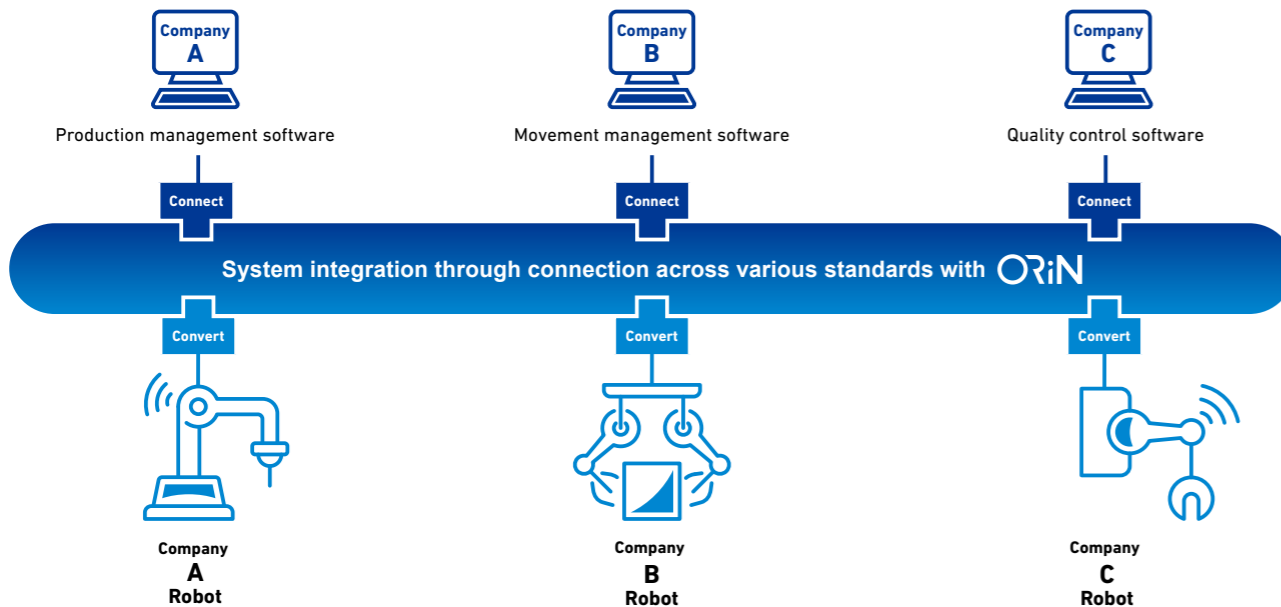 Company
A
Company
B
Company
C
Production management software
Movement management software
Quality control software
Connect
Connect
Connect
System integration through connection across various standards with ORiN
Convert
Convert
Convert
Company
A
Robot
Company
B
Robot
Company
C
Robot